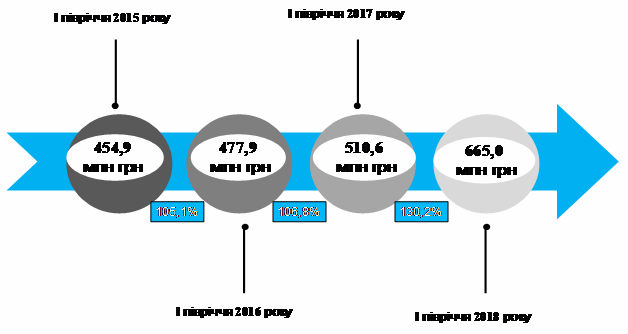 І півріччя 2015 року
І півріччя 2017 року
454,9
млн грн
477,9
млн грн
510,6
млн грн
665,0
млн грн
105,1%
106,8%
130,2%
І півріччя 2016 року
І півріччя 2018 року